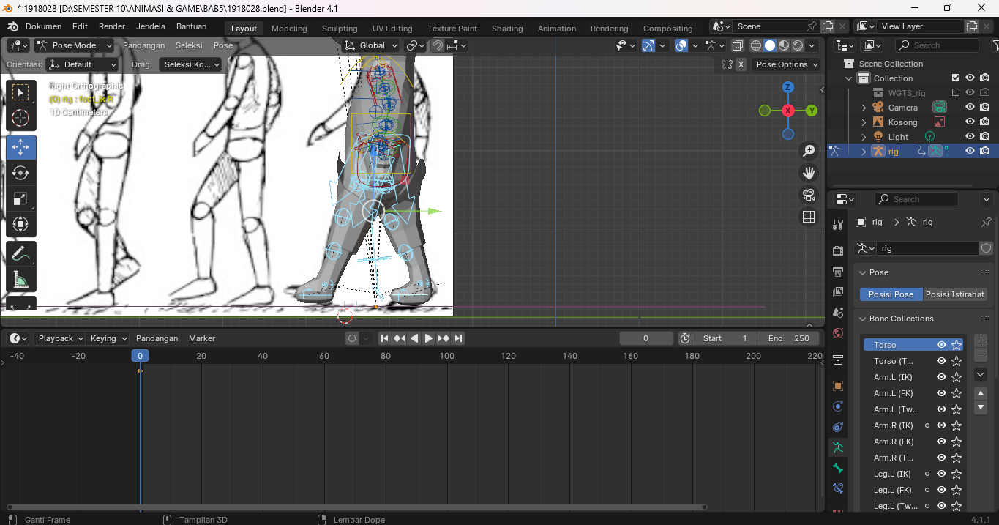 * 1918028 [D:\SEMESTER 10\ANIMASI & GAME\BAB5\1918028.blend] - Blender 4.1
Dokumen Edit Render Jendela Bantuan Layout Modeling Sculpting UV Editing Texture Paint Shading Animation Rendering Compositing Scene View Layer
Pose Mode Pandangan Seleksi Pose Global Search
Orientasi: Default Drag: Seleksi Ko... X Pose Options
Right Orthographic
(0) rig : foot_ik.R
10 Centimeters
Z
X
Y
Scene Collection
Collection
WGTS_rig
Camera
Kosong
Light
rig
Search
rig rig
rig
Pose
Posisi Pose Posisi Istirahat
Bone Collections
Torso
Torso (T...
Arm.L (IK)
Arm.L (FK)
Arm.L (Tw...
Arm.R (IK)
Arm.R (FK)
Arm.R (T...
Leg.L (IK)
Leg.L (FK)
Leg.L (Tw...
Playback Keying Pandangan Marker 0 Start 1 End 250
-40 -20 0 20 40 60 80 100 120 140 160 180 200 220
Ganti Frame Tampilan 3D Lembar Dope 4.1.1